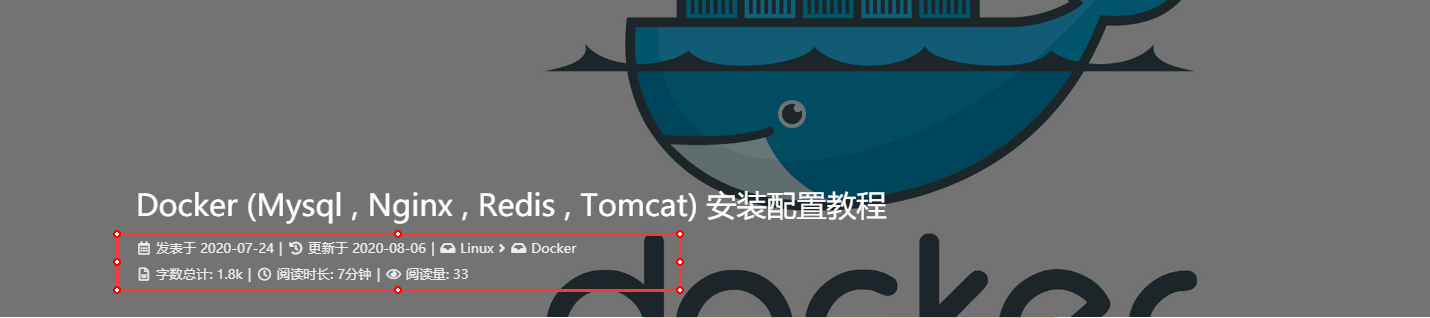 Docker (Mysql , Nginx , Redis , Tomcat) 安装配置教程
发表于 2020-07-24 | 更新于 2020-08-06 | Linux > Docker
字数总计: 1.8k | 阅读时长: 7分钟 | 阅读量: 33
docker